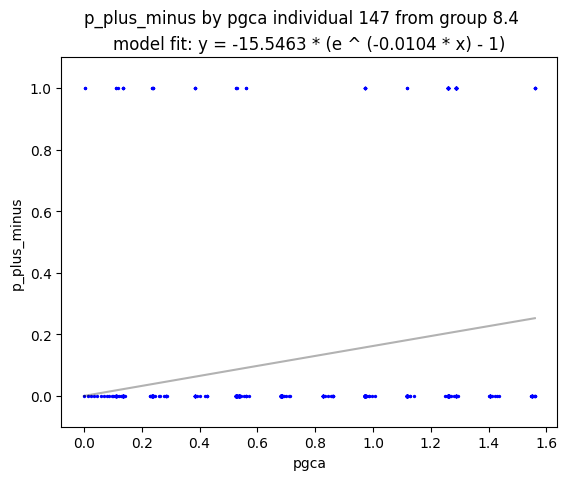 p_plus_minus by pgca individual 147 from group 8.4
model fit: y = -15.5463 * (e ^ (-0.0104 * x) - 1)
1.0
0.8
0.6
0.4
0.2
0.0
p_plus_minus
0.0 0.2 0.4 0.6 0.8 1.0 1.2 1.4 1.6
pgca